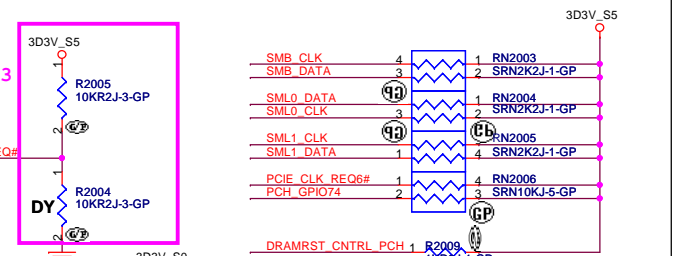 3D3V_S5
3D3V_S5
1
R2005
10KR2J-3-GP
2
3
1
R2004
10KR2J-3-GP
DY
2
SMB_CLK 4 1 RN2003
SMB_DATA 3 2 SRN2K2J-1-GP
SML0_DATA 4 1 RN2004
SML0_CLK 3 2 SRN2K2J-1-GP
SML1_CLK 2 3 RN2005
SML1_DATA 1 4 SRN2K2J-1-GP
PCIE_CLK_REQ6# 1 4 RN2006
PCH_GPIO74 2 3 SRN10KJ-5-GP
GP
DRAMRST_CNTRL_PCH 1 R2009